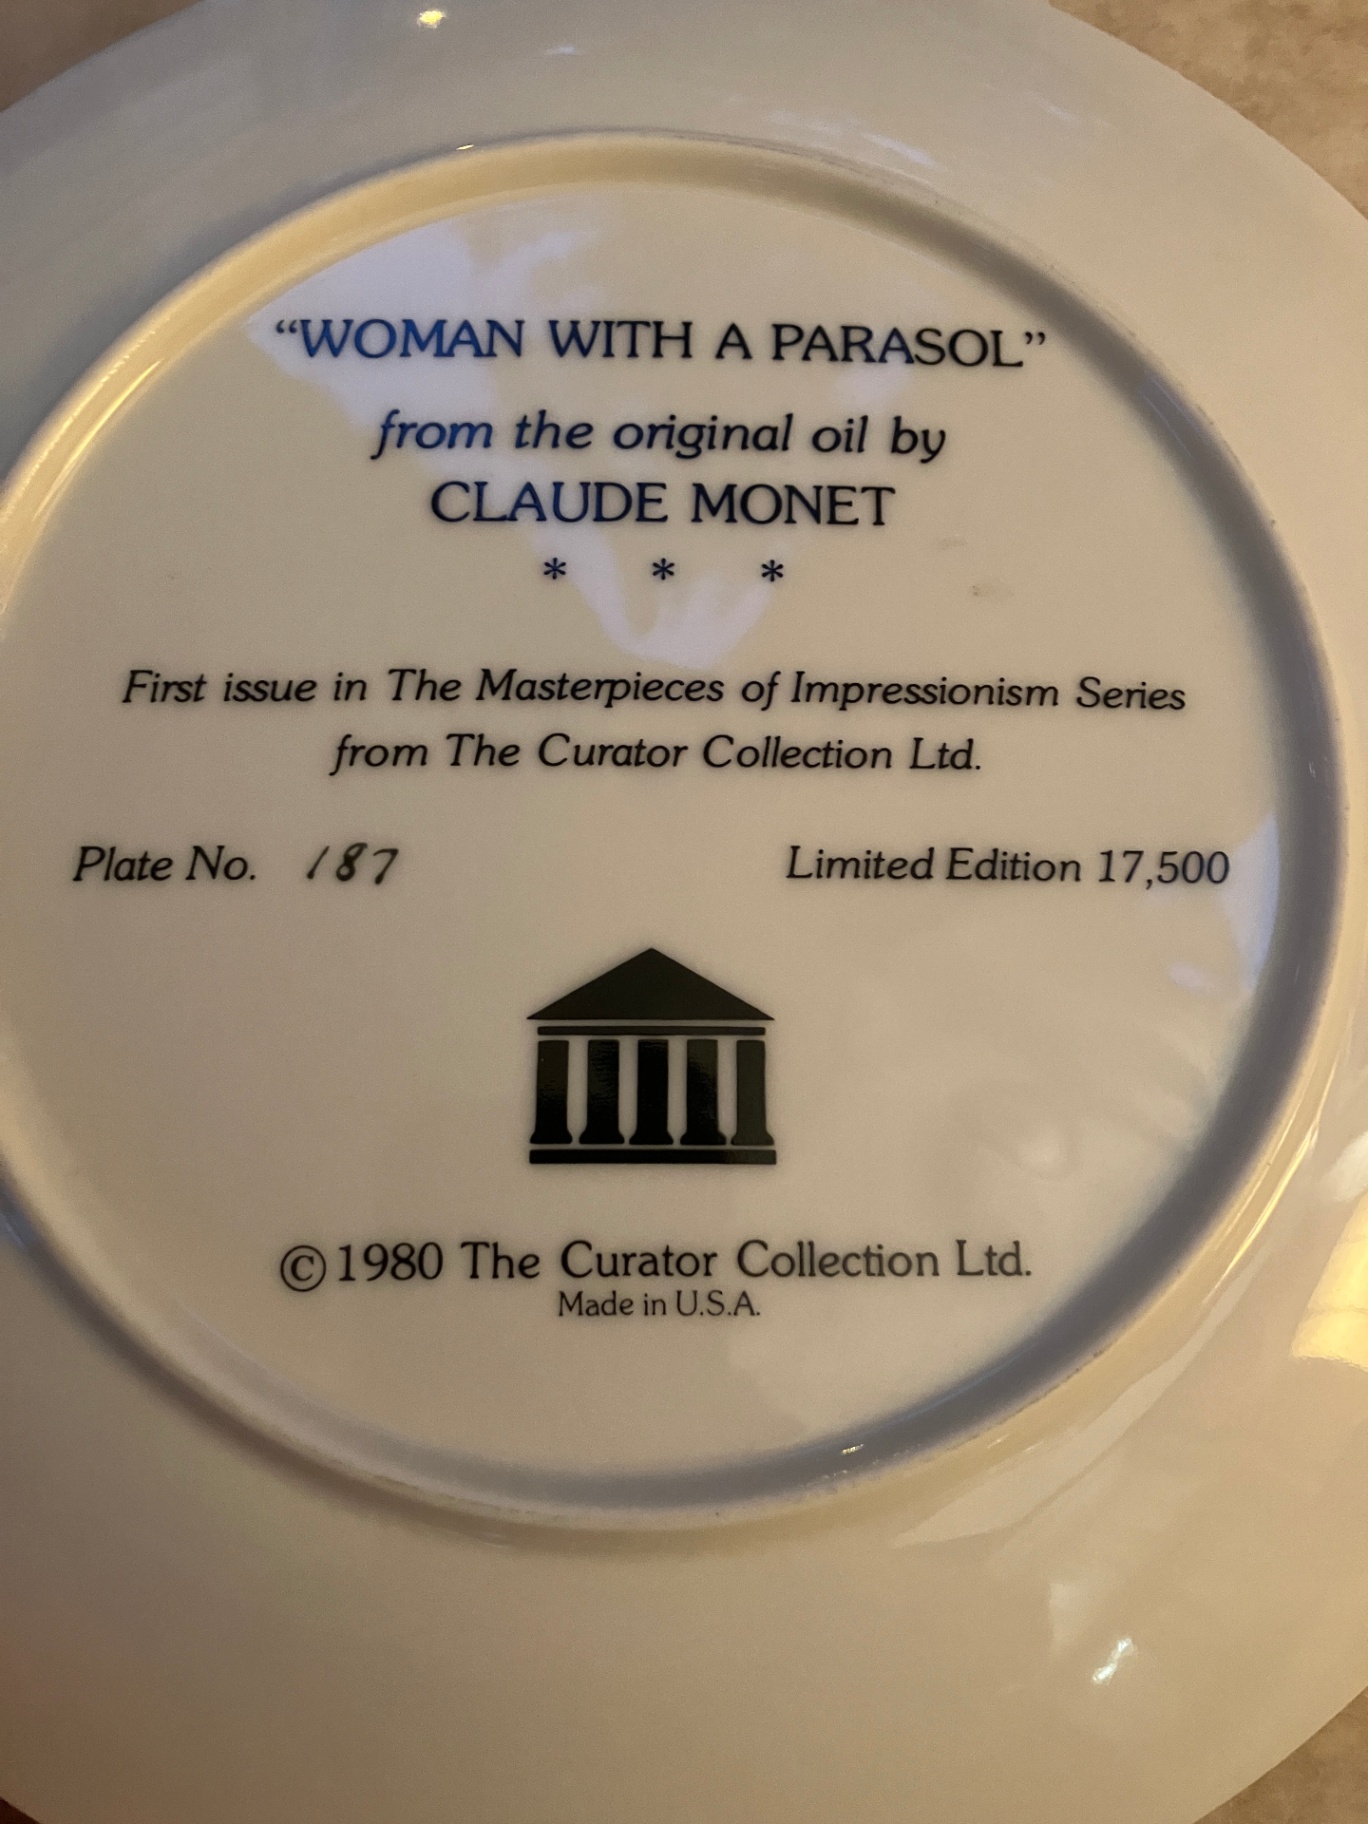 “WOMAN WITH A PARASOL”
from the original oil by
CLAUDE MONET
* * *
First issue in The Masterpieces of Impressionism Series
from The Curator Collection Ltd.
Plate No. 187 Limited Edition 17,500
© 1980 The Curator Collection Ltd.
Made in U.S.A.